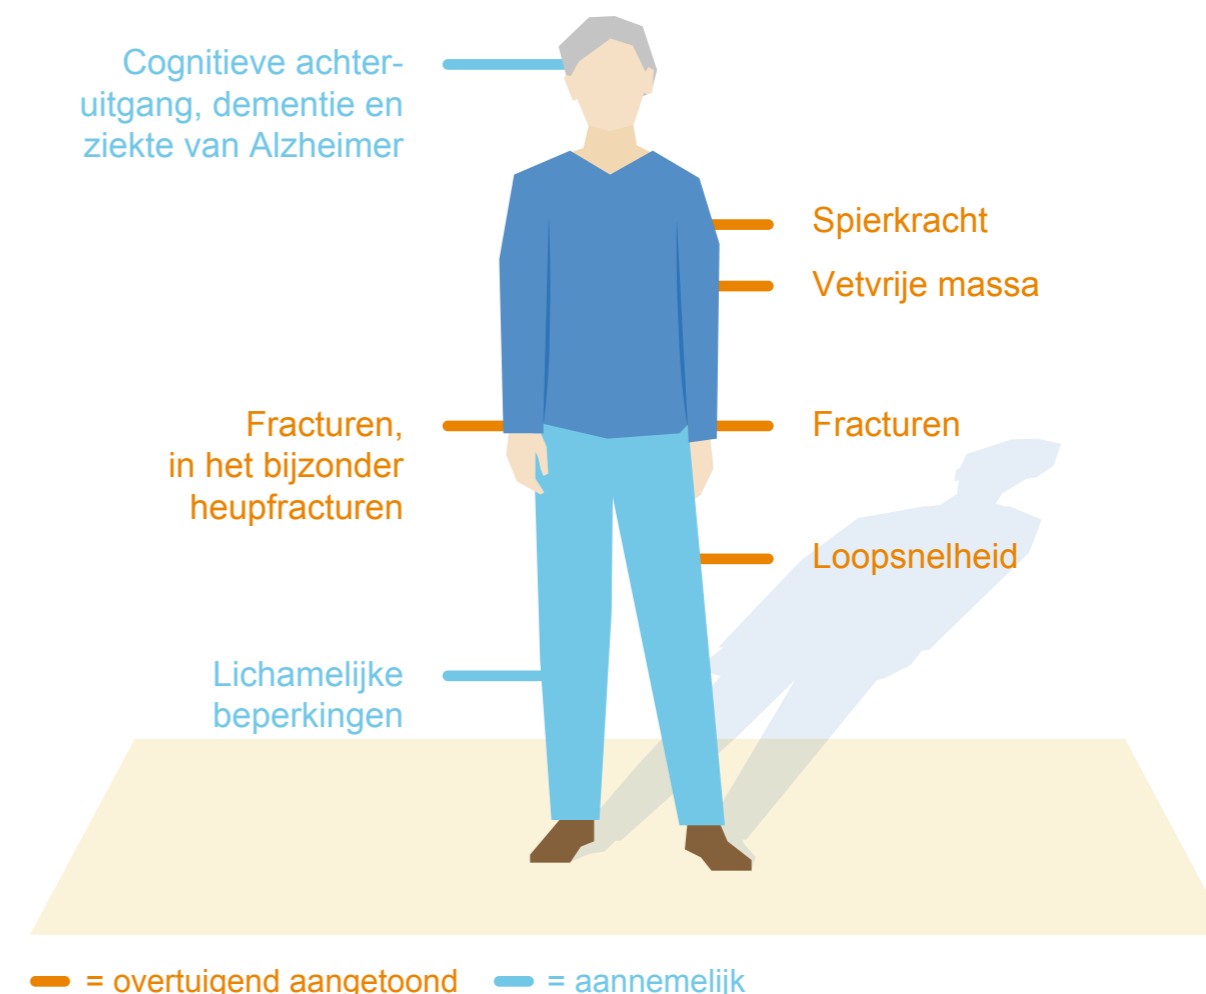 Cognitieve achter-
uitgang, dementie en
ziekte van Alzheimer
Spierkracht
Vetvrije massa
Fracturen,
in het bijzonder
heupfracturen
Fracturen
Loopsnelheid
Lichamelijke
beperkingen
= overtuigend aangetoond
= aannemelijk